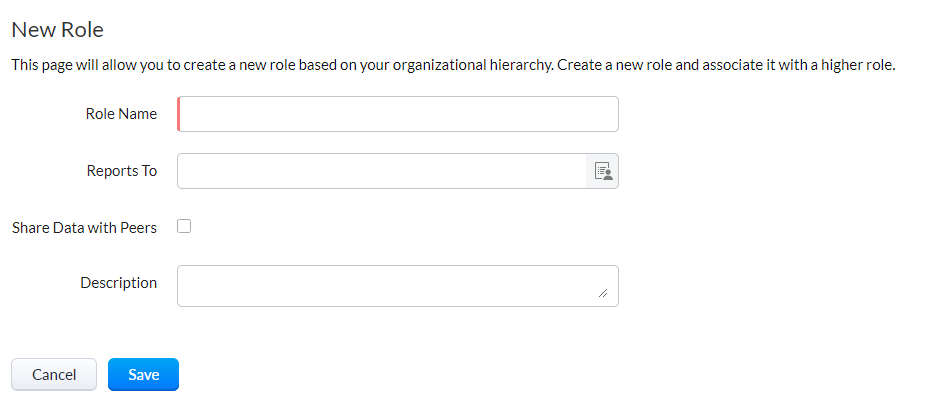 New Role
This page will allow you to create a new role based on your organizational hierarchy. Create a new role and associate it with a higher role.
Role Name
Reports To
Share Data with Peers
Description
Cancel Save